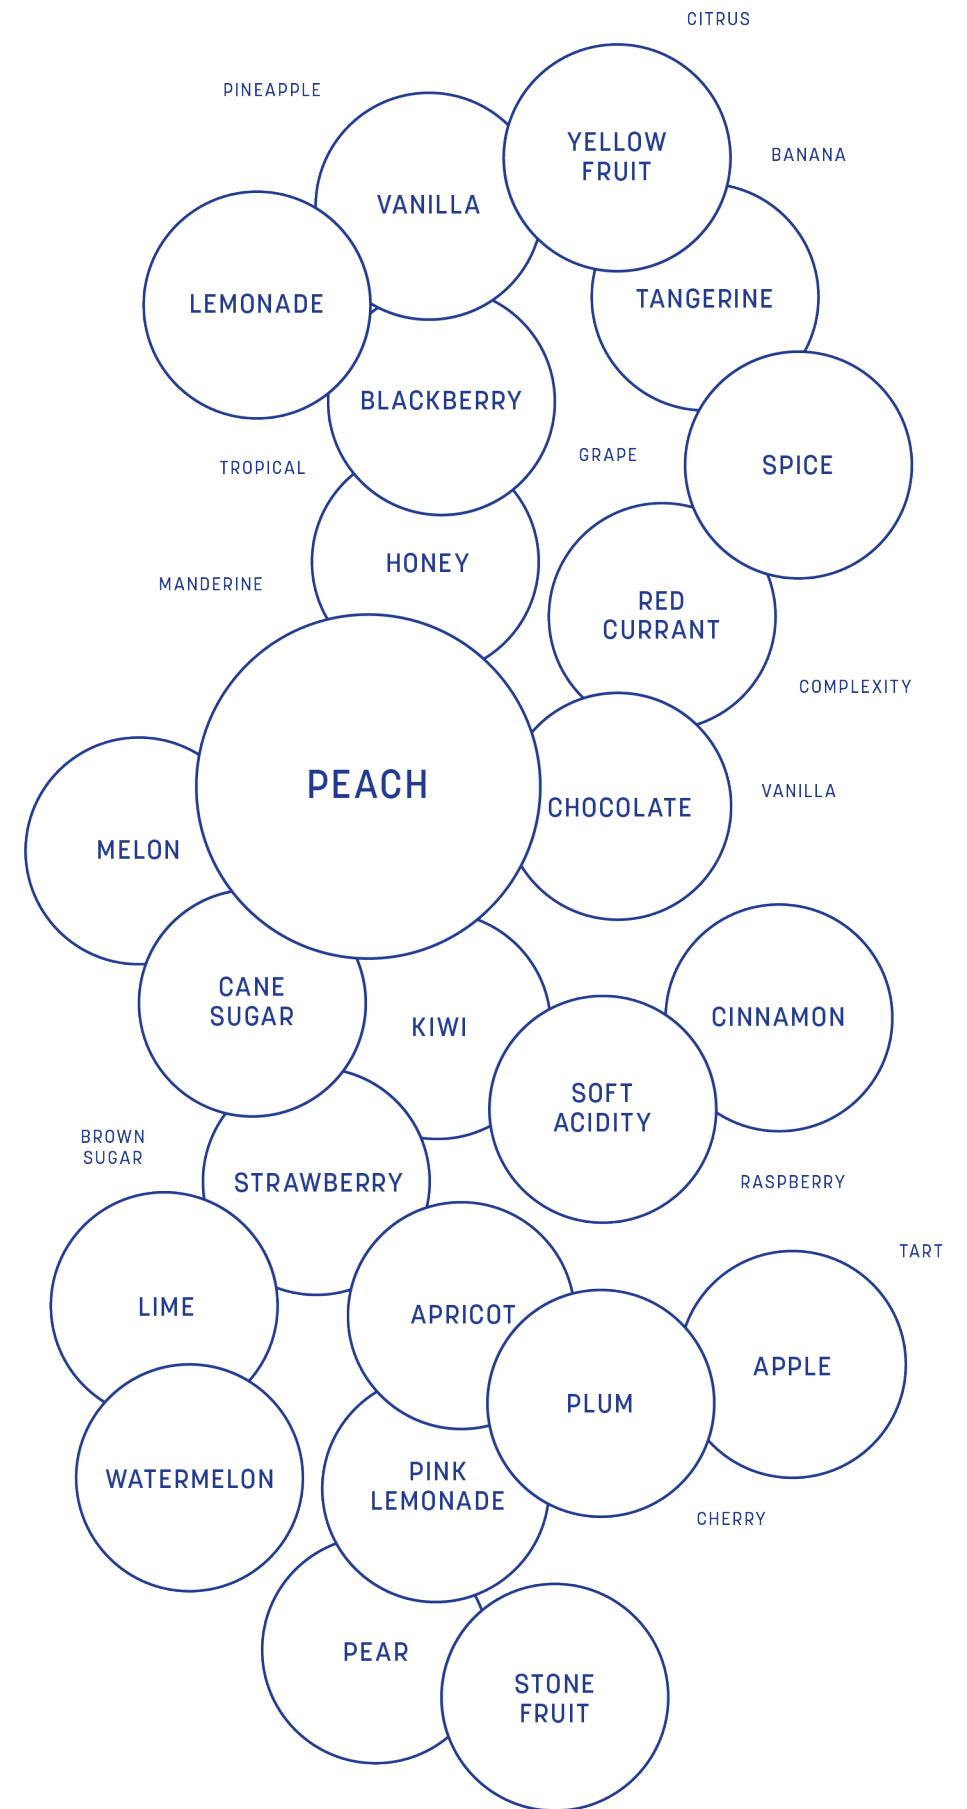 CITRUS
PINEAPPLE
YELLOW
FRUIT
BANANA
VANILLA
LEMONADE
TANGERINE
BLACKBERRY
GRAPE
SPICE
TROPICAL
HONEY
MANDERINE
RED
CURRANT
COMPLEXITY
PEACH
VANILLA
CHOCOLATE
MELON
CANE
SUGAR
KIWI
CINNAMON
SOFT
ACIDITY
BROWN
SUGAR
STRAWBERRY
RASPBERRY
TART
LIME
APRICOT
APPLE
PLUM
WATERMELON
PINK
LEMONADE
CHERRY
PEAR
STONE
FRUIT